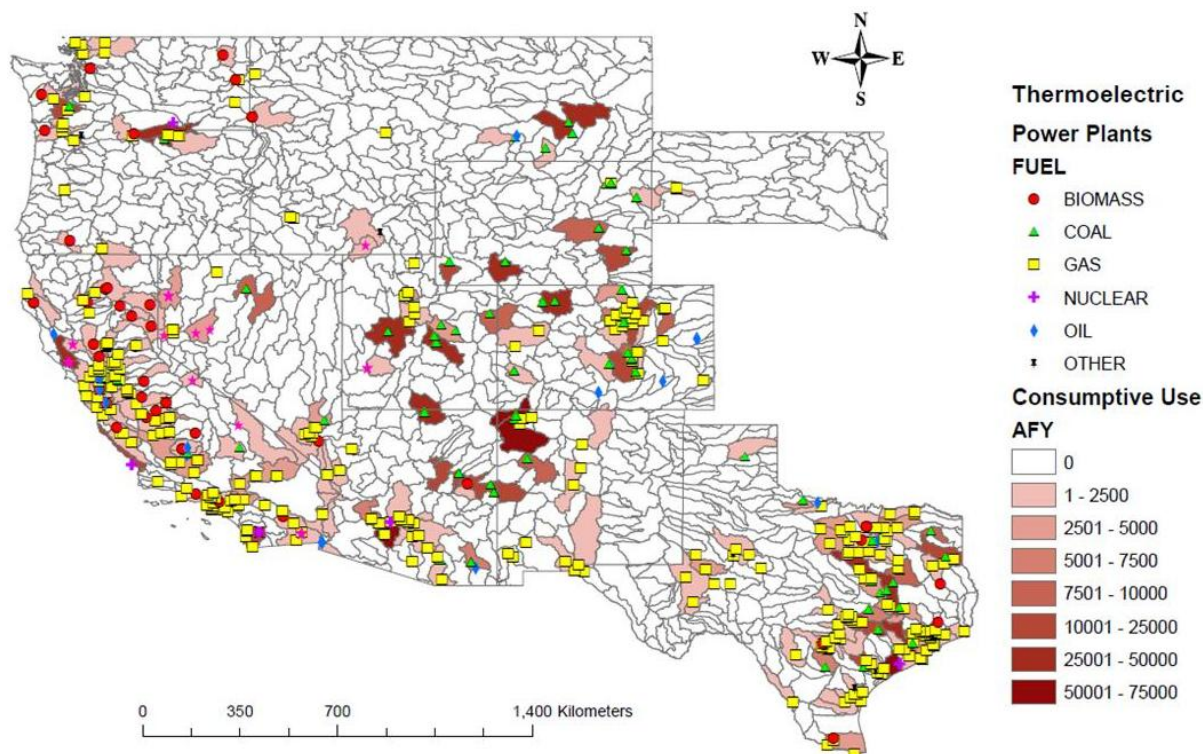 N
W E
S
Thermoelectric
Power Plants
FUEL
BIOMASS
COAL
GAS
NUCLEAR
OIL
OTHER
Consumptive Use
AFY
0
1 - 2500
2501 - 5000
5001 - 7500
7501 - 10000
10001 - 25000
25001 - 50000
50001 - 75000
0 350 700 1,400 Kilometers